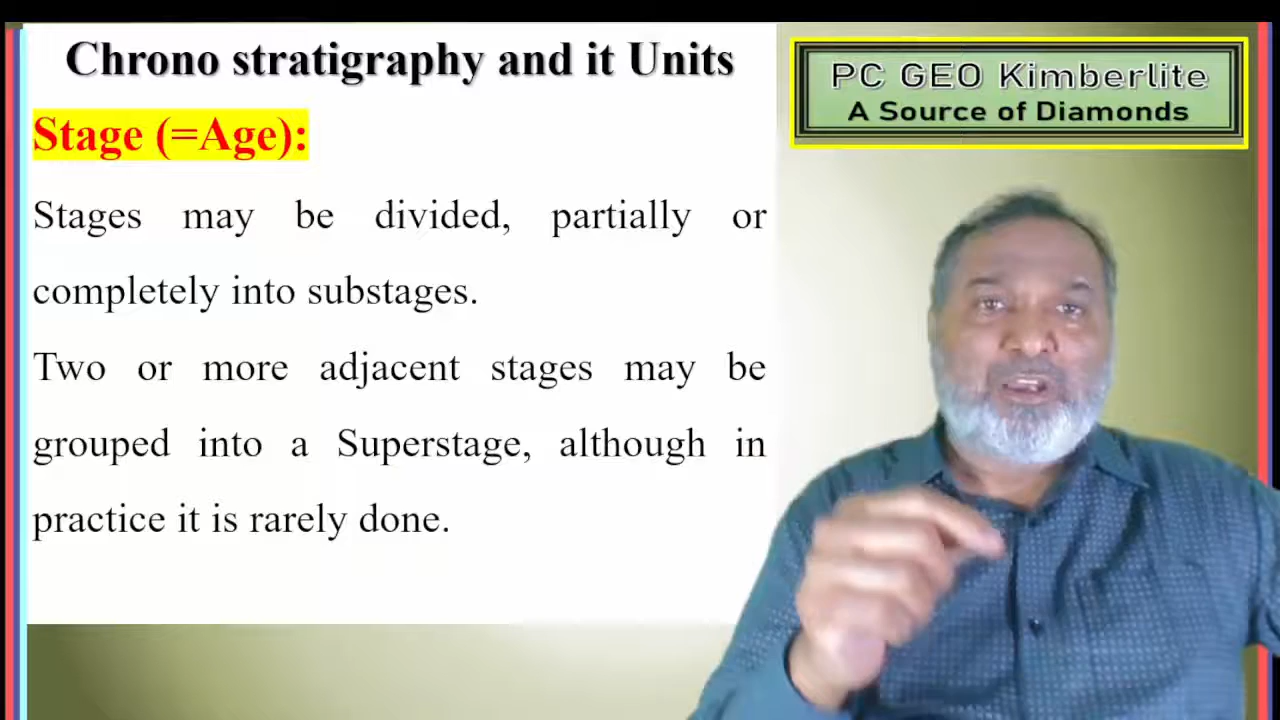 Chrono stratigraphy and it Units
PC GEO Kimberlite
A Source of Diamonds
Stage (=Age):
Stages may be divided, partially or
completely into substages.
Two or more adjacent stages may be
grouped into a Superstage, although in
practice it is rarely done.